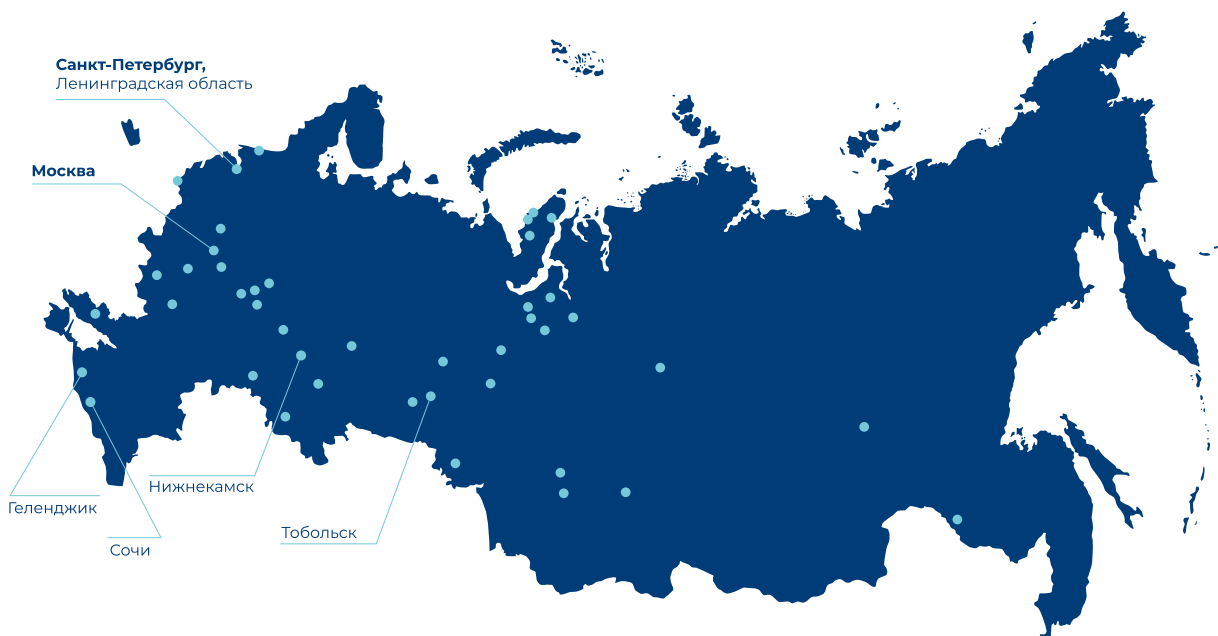 Санкт-Петербург,
Ленинградская область
Москва
Нижнекамск
Геленджик
Тобольск
Сочи